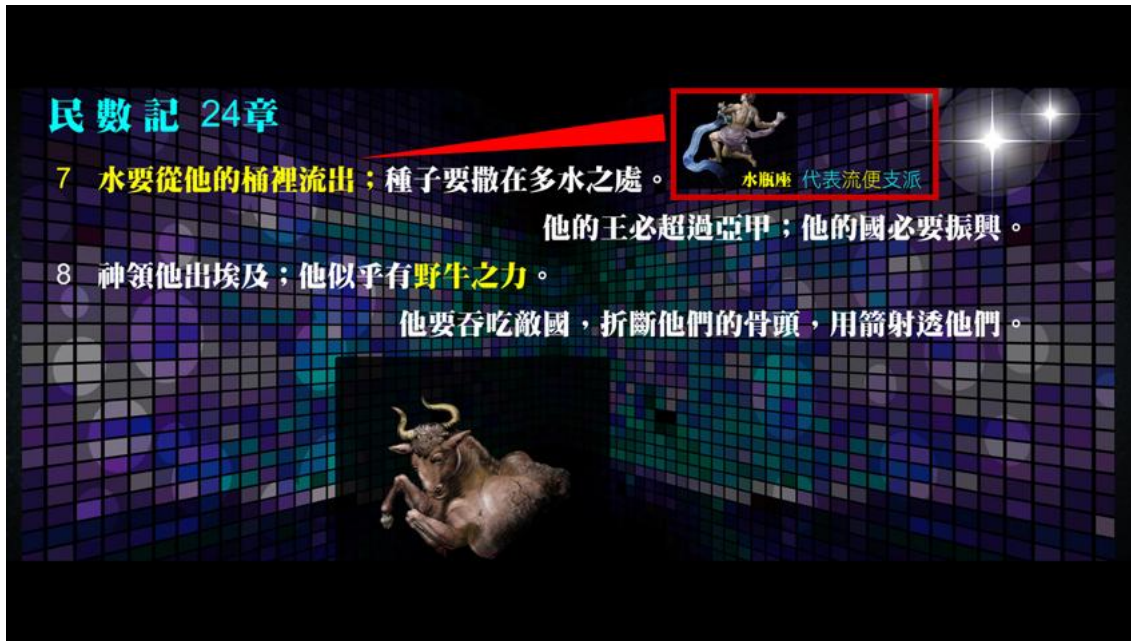 民數記 24章
7 水要從他的桶裡流出；種子要撒在多水之處。
水瓶座 代表流便支派
他的王必超過亞甲；他的國必要振興。
8 神領他出埃及；他似乎有野牛之力。
他要吞吃敵國，折斷他們的骨頭，用箭射透他們。